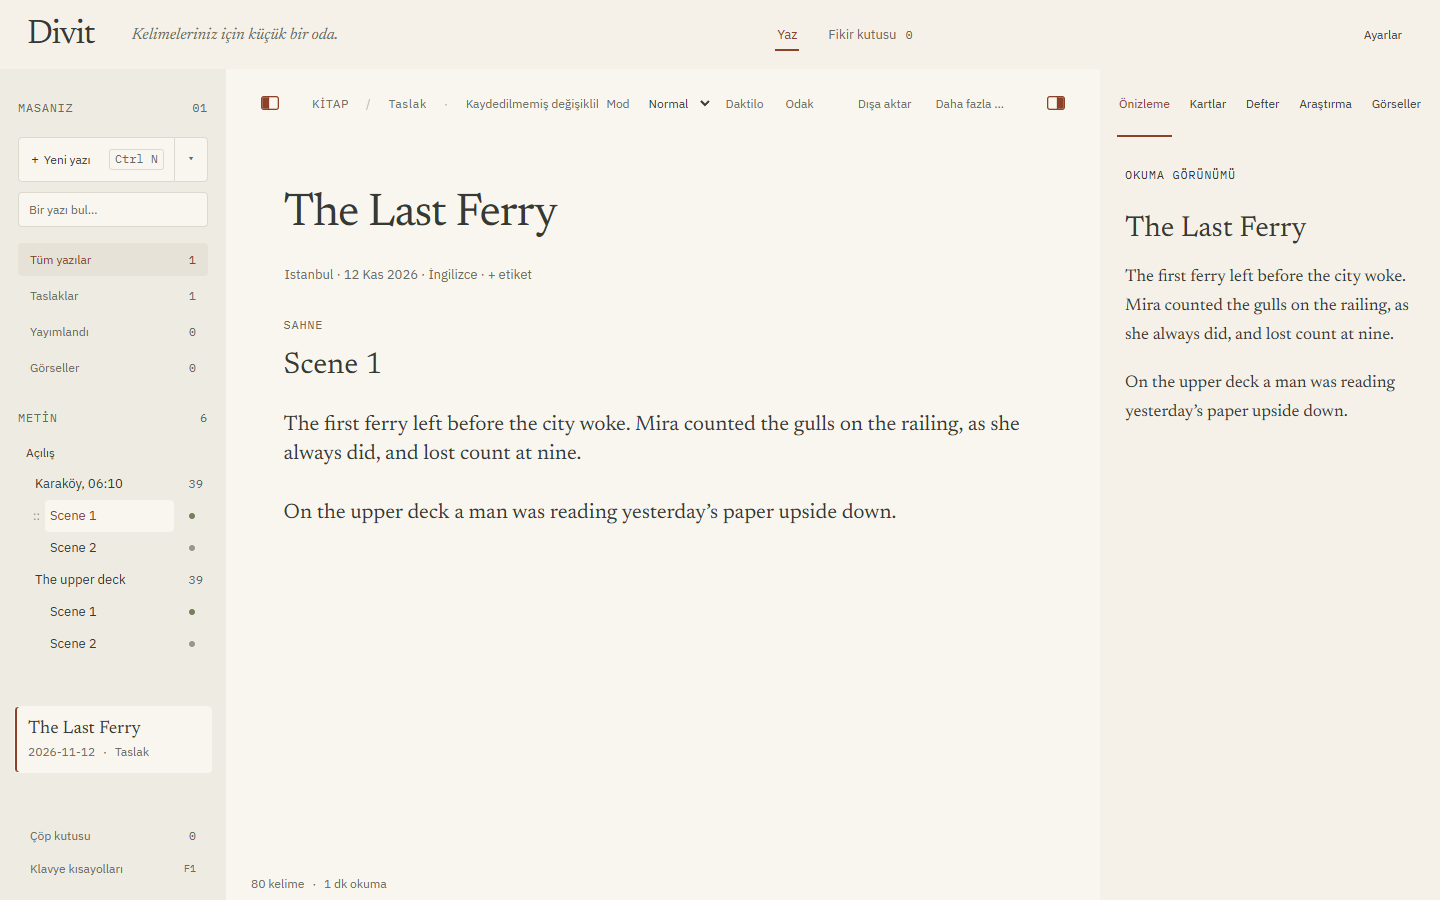 Divit
Kelimeleriniz için küçük bir oda.
Yaz
Fikir kutusu 0
Ayarlar
MASANIZ 01
+ Yeni yazı Ctrl N
Bir yazı bul...
Tüm yazılar 1
Taslaklar 1
Yayımlandı 0
Görseller 0
METİN 6
Açılış
Karaköy, 06:10 39
Scene 1
Scene 2
The upper deck 39
Scene 1
Scene 2
The Last Ferry
2026-11-12 · Taslak
Çöp kutusu 0
Klavye kısayolları F1
KİTAP / Taslak · Kaydedilmemiş değişiklil Mod Normal Daktilo Odak Dışa aktar Daha fazla ...
The Last Ferry
Istanbul · 12 Kas 2026 · İngilizce · + etiket
SAHNE
Scene 1
The first ferry left before the city woke. Mira counted the gulls on the railing, as she
always did, and lost count at nine.
On the upper deck a man was reading yesterday’s paper upside down.
80 kelime · 1 dk okuma
Önizleme Kartlar Defter Araştırma Görseller
OKUMA GÖRÜNÜMÜ
The Last Ferry
The first ferry left before the city woke.
Mira counted the gulls on the railing, as
she always did, and lost count at nine.
On the upper deck a man was reading
yesterday’s paper upside down.